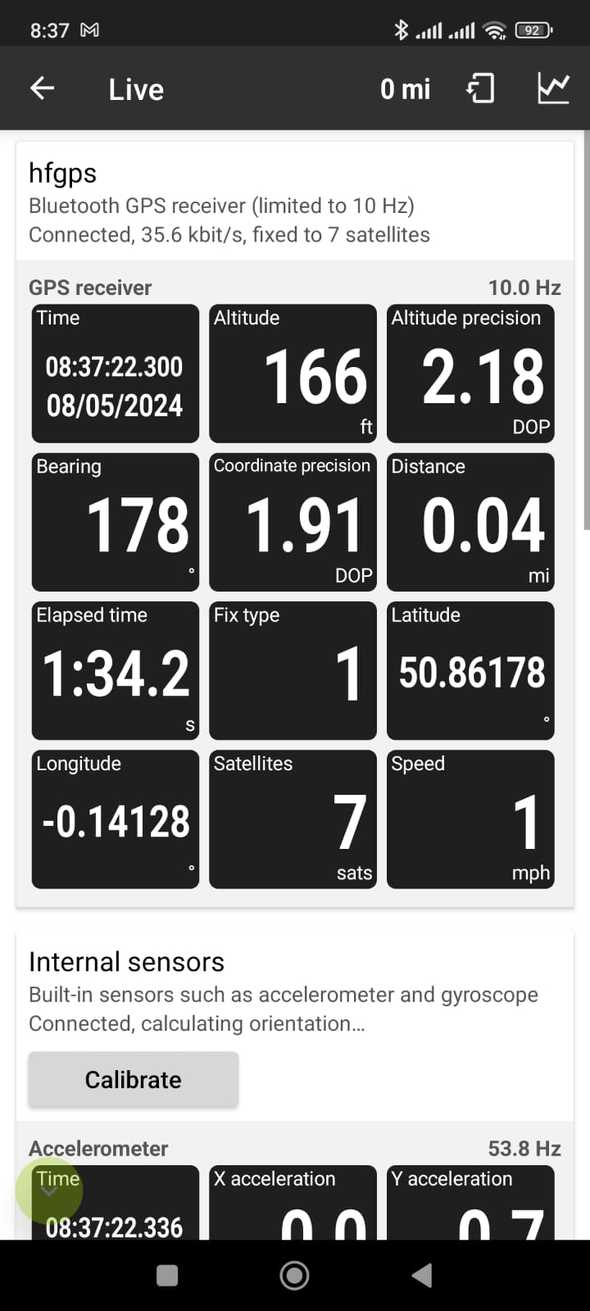 8:37
92
Live
0 mi
hfgps
Bluetooth GPS receiver (limited to 10 Hz)
Connected, 35.6 kbit/s, fixed to 7 satellites
GPS receiver 10.0 Hz
Time
08:37:22.300
08/05/2024
Altitude
166
ft
Altitude precision
2.18
DOP
Bearing
178
°
Coordinate precision
1.91
DOP
Distance
0.04
mi
Elapsed time
1:34.2
s
Fix type
1
Latitude
50.86178
°
Longitude
-0.14128
°
Satellites
7
sats
Speed
1
mph
Internal sensors
Built-in sensors such as accelerometer and gyroscope
Connected, calculating orientation...
Calibrate
Accelerometer 53.8 Hz
Time
08:37:22.336
X acceleration
0.0
Y acceleration
0.7